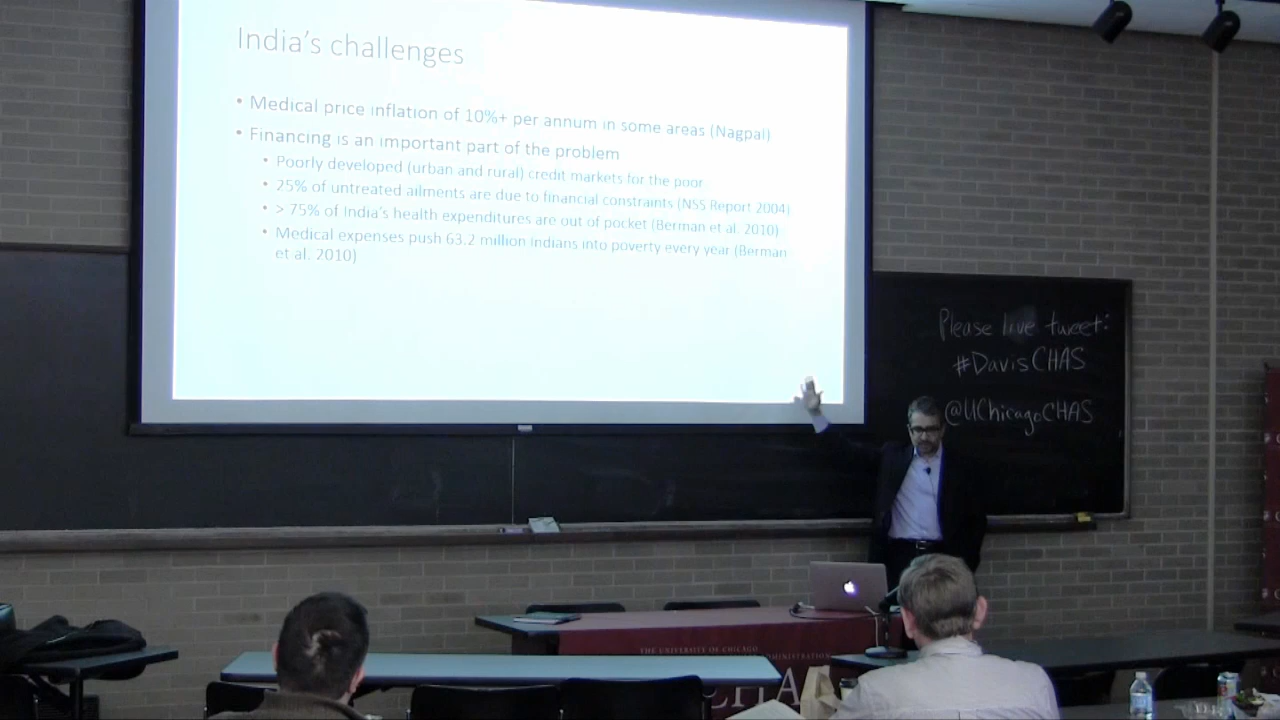 India's challenges
• Medical price inflation of 10%+ per annum in some areas (Nagpal)
• Financing is an important part of the problem
• Poorly developed (urban and rural) credit markets for the poor
• 25% of untreated ailments are due to financial constraints (NSS Report 2004)
• > 75% of India's health expenditures are out of pocket (Berman et al. 2010)
• Medical expenses push 63.2 million Indians into poverty every year (Berman
et al. 2010)
Please live tweet:
#DavisCHAS
@UChicagoCHAS
THE UNIVERSITY OF CHICAGO